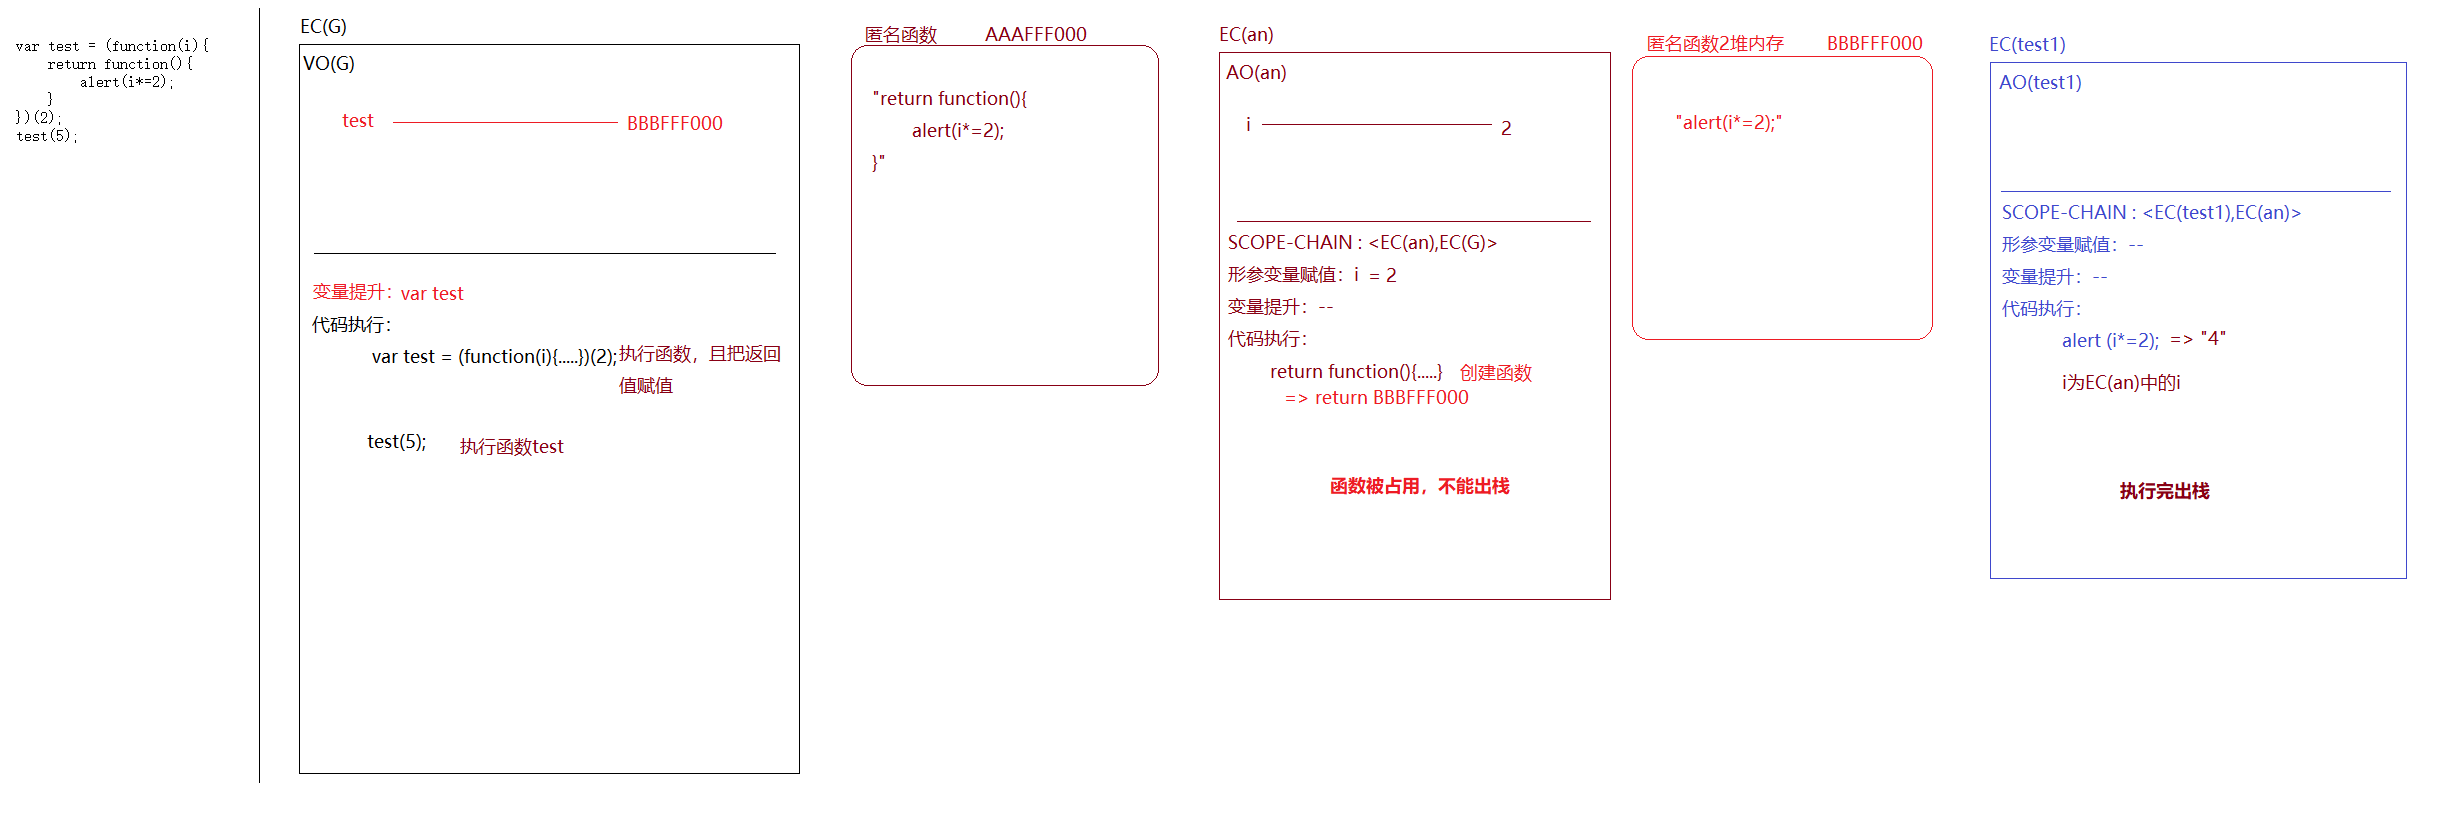 var test = (function(i){
return function(){
alert(i*=2);
}
})(2);
test(5);
EC(G)
VO(G)
test
BBBFFF000
变量提升：var test
代码执行：
var test = (function(i){.....})(2);执行函数，且把返回
值赋值
test(5);
执行函数test
匿名函数
AAAFFF000
"return function(){
alert(i*=2);
}"
EC(an)
AO(an)
i
2
SCOPE-CHAIN : <EC(an),EC(G)>
形参变量赋值：i = 2
变量提升：--
代码执行：
return function(){.....} 创建函数
=> return BBBFFF000
函数被占用，不能出栈
匿名函数2堆内存
BBBFFF000
"alert(i*=2);"
EC(test1)
AO(test1)
SCOPE-CHAIN : <EC(test1),EC(an)>
形参变量赋值：--
变量提升：--
代码执行：
alert (i*=2); => "4"
i为EC(an)中的i
执行完出栈